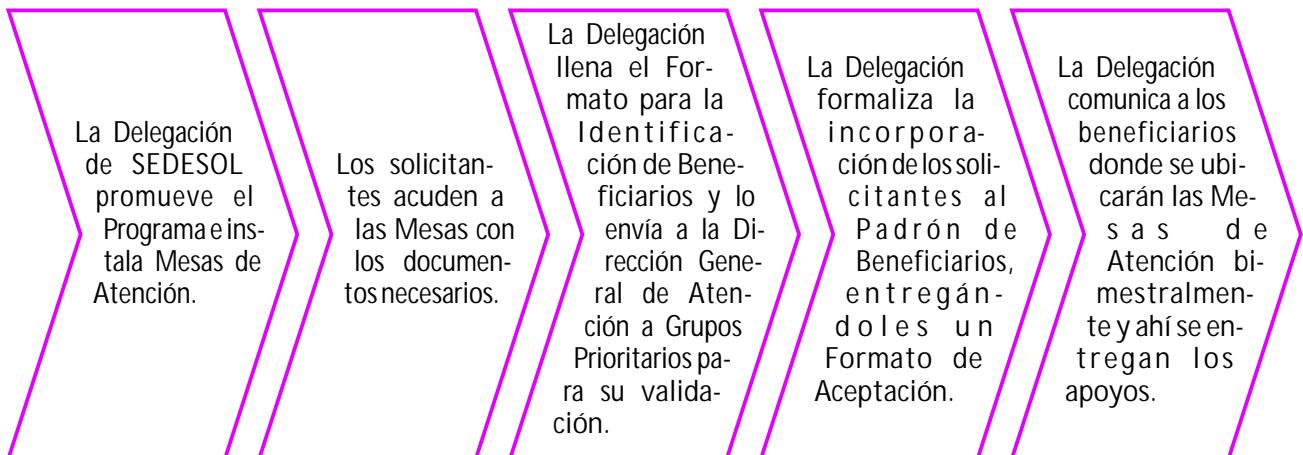 La Delegación
de SEDESOL
promueve el
Programa e ins-
tala Mesas de
Atención.
Los solicitan-
tes acuden a
las Mesas con
los documen-
tos necesarios.
La Delegación
llena el For-
mato para la
Identifica-
ción de Bene-
ficiarios y lo
envía a la Di-
rección Gene-
ral de Aten-
ción a Grupos
Prioritarios pa-
ra su valida-
ción.
La Delegación
formaliza la
incorpora-
ción de los soli-
citantes al
Padrón de
Beneficiarios,
entregán-
doles un
Formato de
Aceptación.
La Delegación
comunica a los
beneficiarios
donde se ubi-
carán las Me-
sas de
Atención bi-
mestralmen-
te y ahí se en-
tregan los
apoyos.